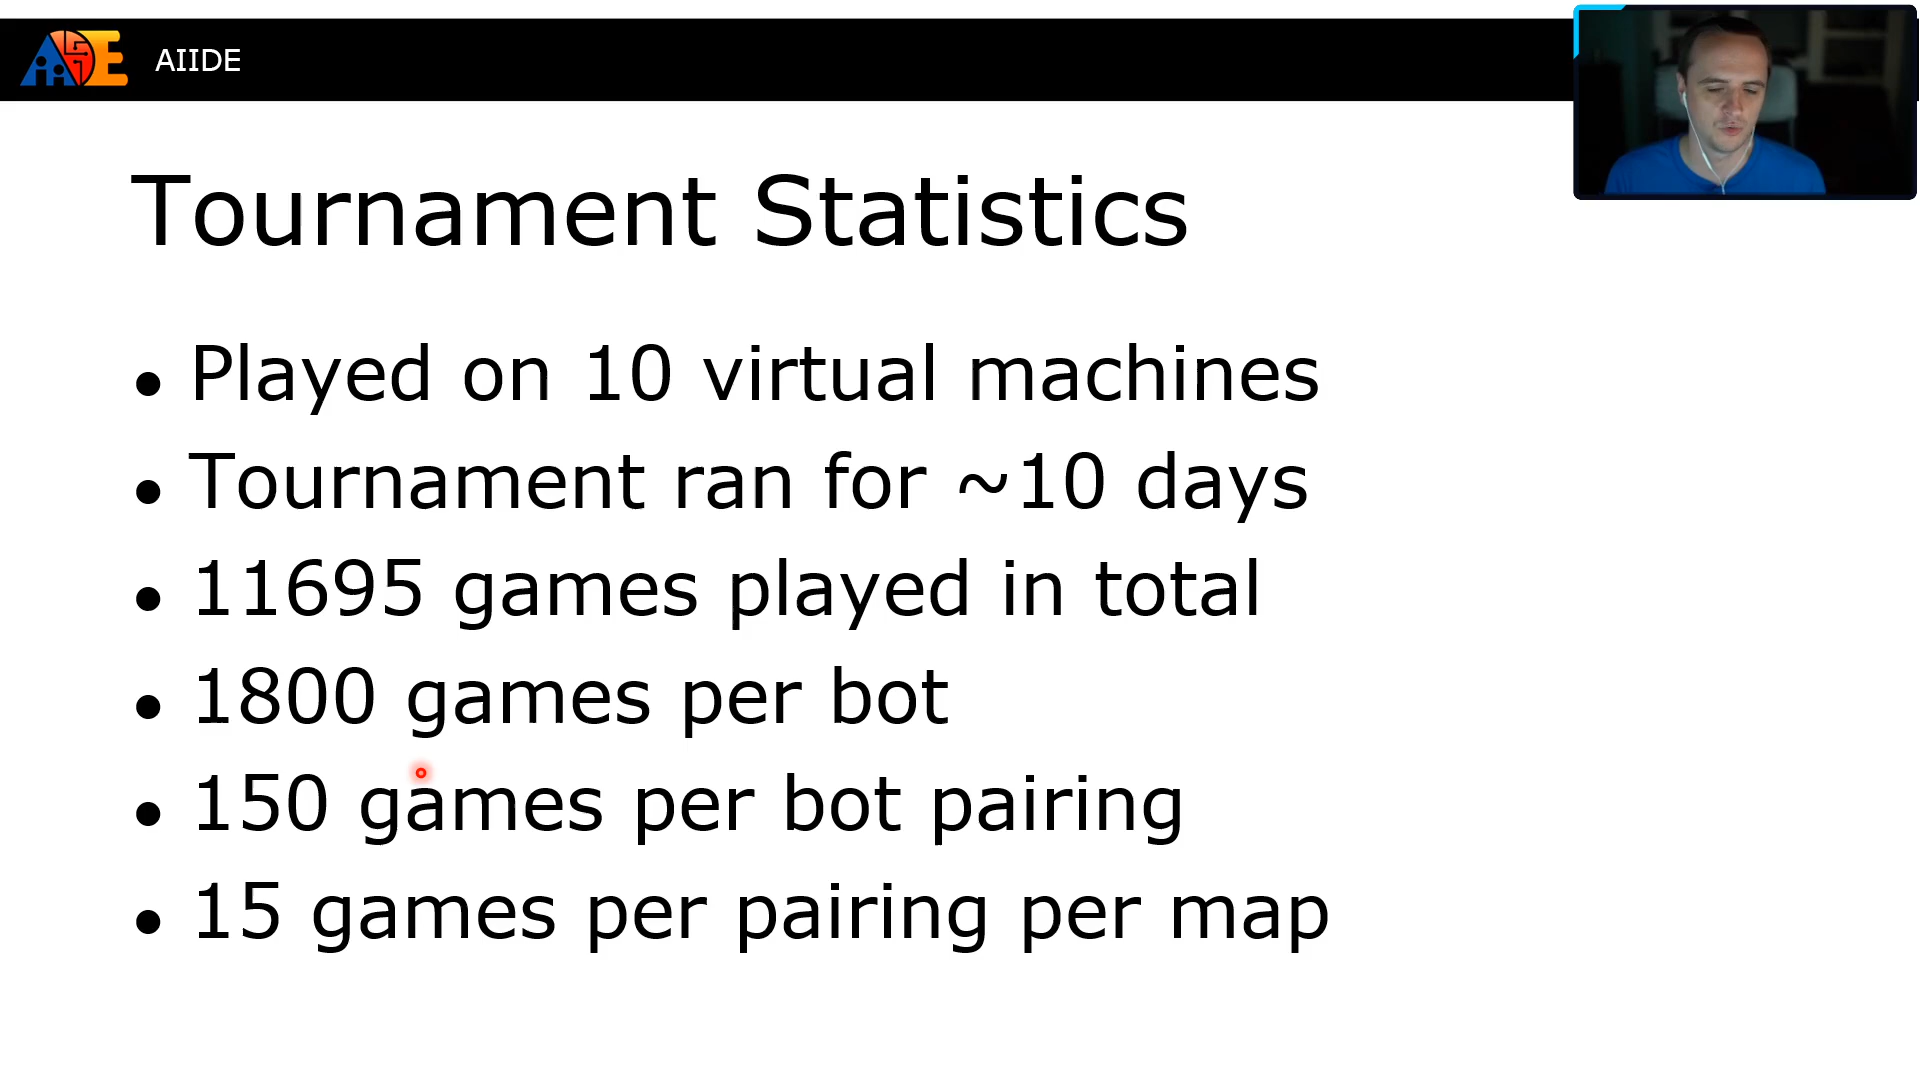 AIIDE
Tournament Statistics
• Played on 10 virtual machines
• Tournament ran for ~10 days
• 11695 games played in total
• 1800 games per bot
• 150 games per bot pairing
• 15 games per pairing per map